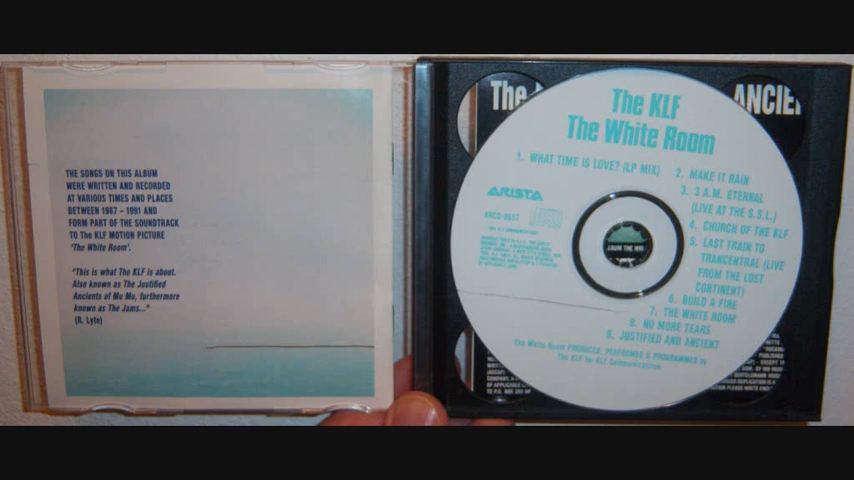 THE SONGS ON THIS ALBUM
WERE WRITTEN AND RECORDED
AT VARIOUS TIMES AND PLACES
BETWEEN 1987 – 1991 AND
FORM PART OF THE SOUNDTRACK
TO The KLF MOTION PICTURE
'The White Room'.
"This is what The KLF is about.
Also known as The Justified
Ancients of Mu Mu, furthermore
known as The Jams..."
(R. Lyte)
The
ANCIE
The KLF
The White Room
1. WHAT TIME IS LOVE? (LP MIX)
2. MAKE IT RAIN
3. 3 A.M. ETERNAL
(LIVE AT THE S.S.L.)
4. CHURCH OF THE KLF
5. LAST TRAIN TO
TRANCENTRAL (LIVE
FROM THE LOST
CONTINENT)
6. BUILD A FIRE
7. THE WHITE ROOM
8. NO MORE TEARS
9. JUSTIFIED AND ANCIENT
ARISTA
ARCD-8657
The White Room PRODUCED, PERFORMED & PROGRAMMED by
The KLF for KLF Communications